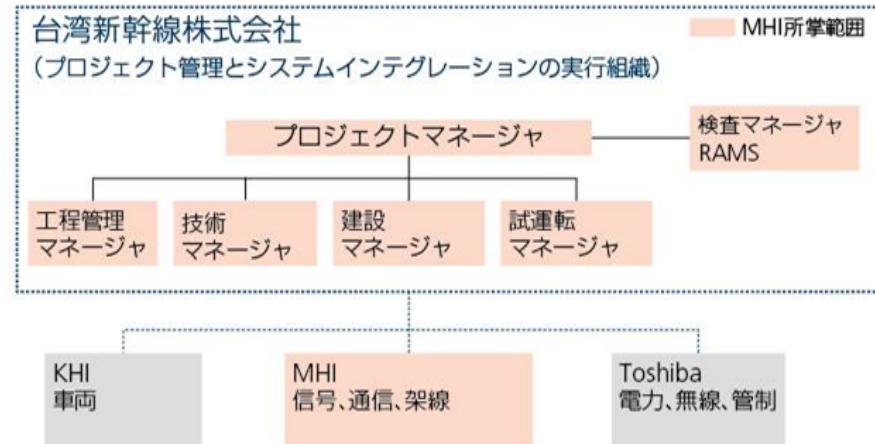 台湾新幹線株式会社
MHI所掌範囲
（プロジェクト管理とシステムインテグレーションの実行組織）
プロジェクトマネージャ
検査マネージャ
RAMS
工程管理
マネージャ
技術
マネージャ
建設
マネージャ
試運転
マネージャ
KHI
車両
MHI
信号、通信、架線
Toshiba
電力、無線、管制